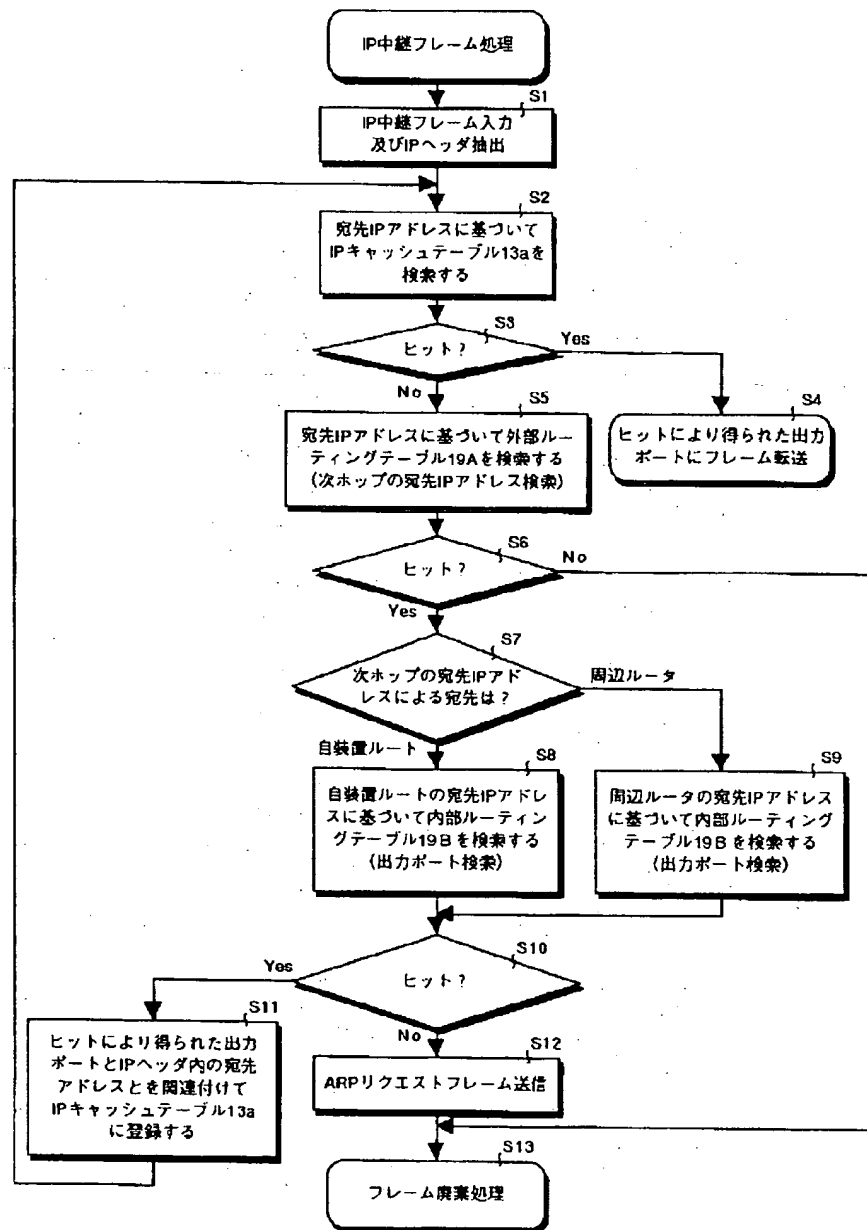 IP中継フレーム処理
S1
IP中継フレーム入力
及びIPヘッダ抽出
S2
宛先IPアドレスに基づいて
IPキャッシュテーブル13aを
検索する
S3
ヒット？
Yes
No
S4
ヒットにより得られた出力
ポートにフレーム転送
S5
宛先IPアドレスに基づいて外部ルー
ティングテーブル19Aを検索する
（次ホップの宛先IPアドレス検索）
S6
ヒット？
No
Yes
S7
次ホップの宛先IPアド
レスによる宛先は？
周辺ルータ
自装置ルート
S8
自装置ルートの宛先IPアドレ
スに基づいて内部ルーティン
グテーブル19Bを検索する
（出力ポート検索）
S9
周辺ルータの宛先IPアドレス
に基づいて内部ルーティング
テーブル19Bを検索する
（出力ポート検索）
S10
ヒット？
Yes
No
S11
ヒットにより得られた出力
ポートとIPヘッダ内の宛先
アドレスとを関連付けて
IPキャッシュテーブル13a
に登録する
S12
ARPリクエストフレーム送信
S13
フレーム廃棄処理